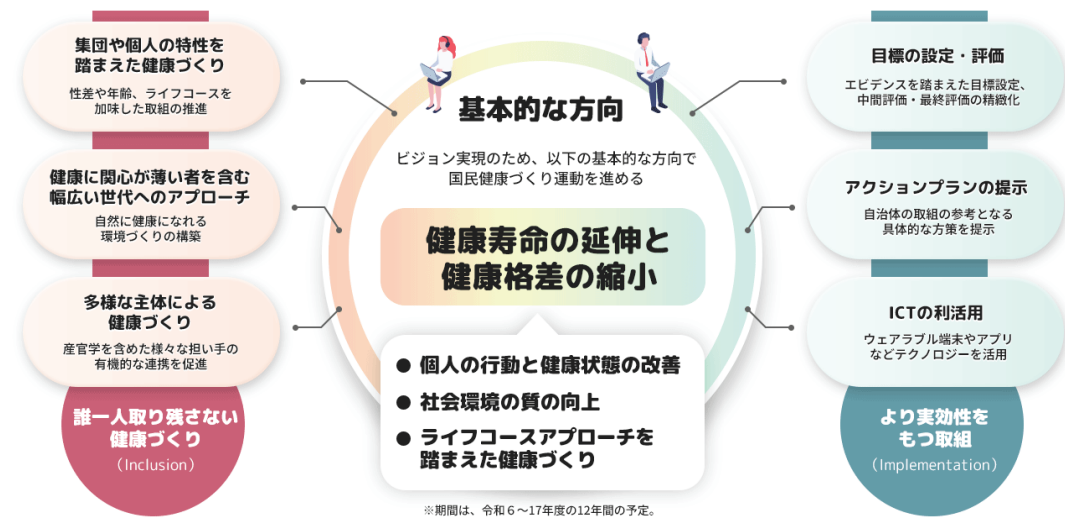 集団や個人の特性を
踏まえた健康づくり
性差や年齢、ライフコースを
加味した取組の推進
健康に関心が薄い者を含む
幅広い世代へのアプローチ
自然に健康になれる
環境づくりの構築
多様な主体による
健康づくり
産官学を含めた様々な担い手の
有機的な連携を促進
誰一人取り残さない
健康づくり
（Inclusion）
基本的な方向
ビジョン実現のため、以下の基本的な方向で
国民健康づくり運動を進める
健康寿命の延伸と
健康格差の縮小
● 個人の行動と健康状態の改善
● 社会環境の質の向上
● ライフコースアプローチを
踏まえた健康づくり
※期間は、令和６〜17年度の12年間の予定。
目標の設定・評価
エビデンスを踏まえた目標設定、
中間評価・最終評価の精緻化
アクションプランの提示
自治体の取組の参考となる
具体的な方策を提示
ICTの利活用
ウェアラブル端末やアプリ
などテクノロジーを活用
より実効性を
もつ取組
（Implementation）